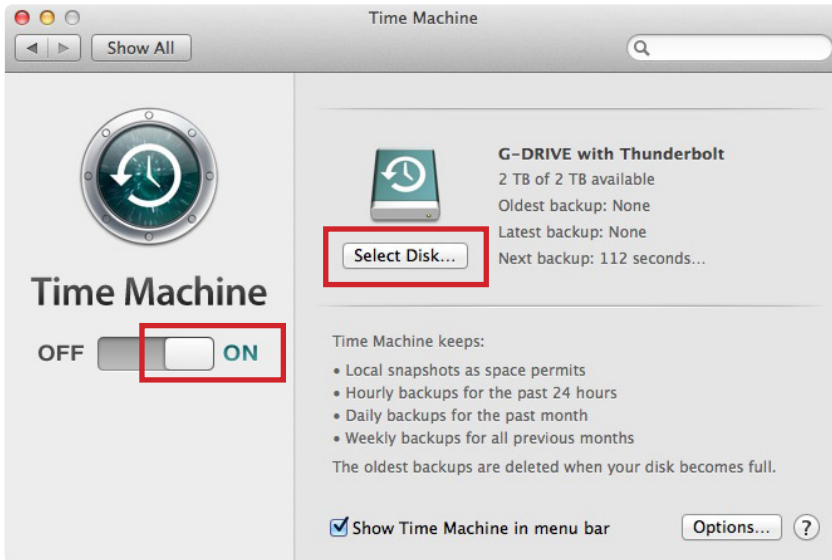 Time Machine
Show All
G-DRIVE with Thunderbolt
2 TB of 2 TB available
Oldest backup: None
Latest backup: None
Select Disk...
Next backup: 112 seconds...
Time Machine
OFF ON
Time Machine keeps:
• Local snapshots as space permits
• Hourly backups for the past 24 hours
• Daily backups for the past month
• Weekly backups for all previous months
The oldest backups are deleted when your disk becomes full.
Show Time Machine in menu bar
Options...
?